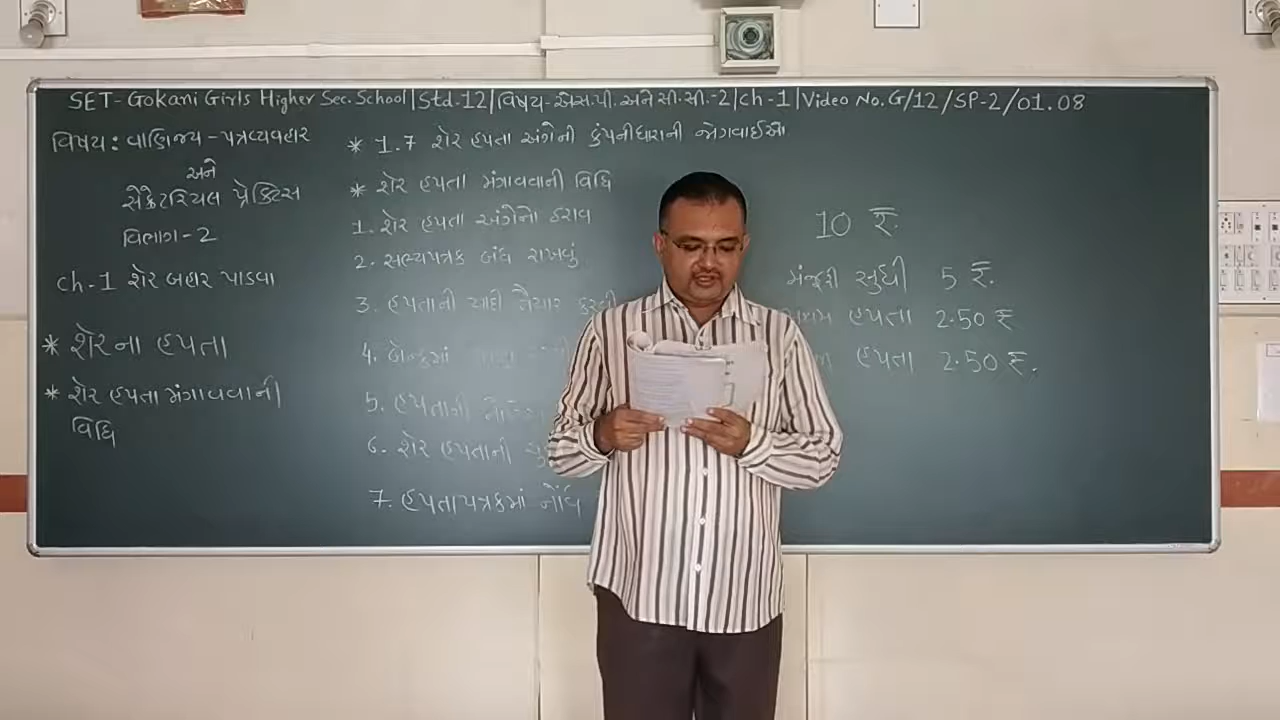 SET- Gokani Girls Higher Sec. School | Std-12 | વિષય-એસ.પી. અને સી.સી.-2 | ch-1 | Video No. G/12/SP-2/01.08
વિષય : વાણિજ્ય - પત્રવ્યવહાર
અને
સેક્રેટરિયલ પ્રેક્ટિસ
વિભાગ-2
ch-1 શેર બહાર પાડવા
* શેરના હપતા
* શેર હપતા મંગાવવાની
વિધિ
* 1.7 શેર હપતા અંગેની કંપનીધારાની જોગવાઈઓ
* શેર હપતા મંગાવવાની વિધિ
1. શેર હપતા અંગેનો ઠરાવ
2. સભ્યપત્રક બંધ રાખવું
3. હપતાની યાદી તૈયાર કરવી
4. બેન્કમાં
5. હપતાની
6. શેર હપતાની
7. હપતાપત્રકમાં નોંધ
10 ₹.
મંજૂરી સુધી 5 ₹.
હપતા 2.50 ₹
હપતા 2.50 ₹.